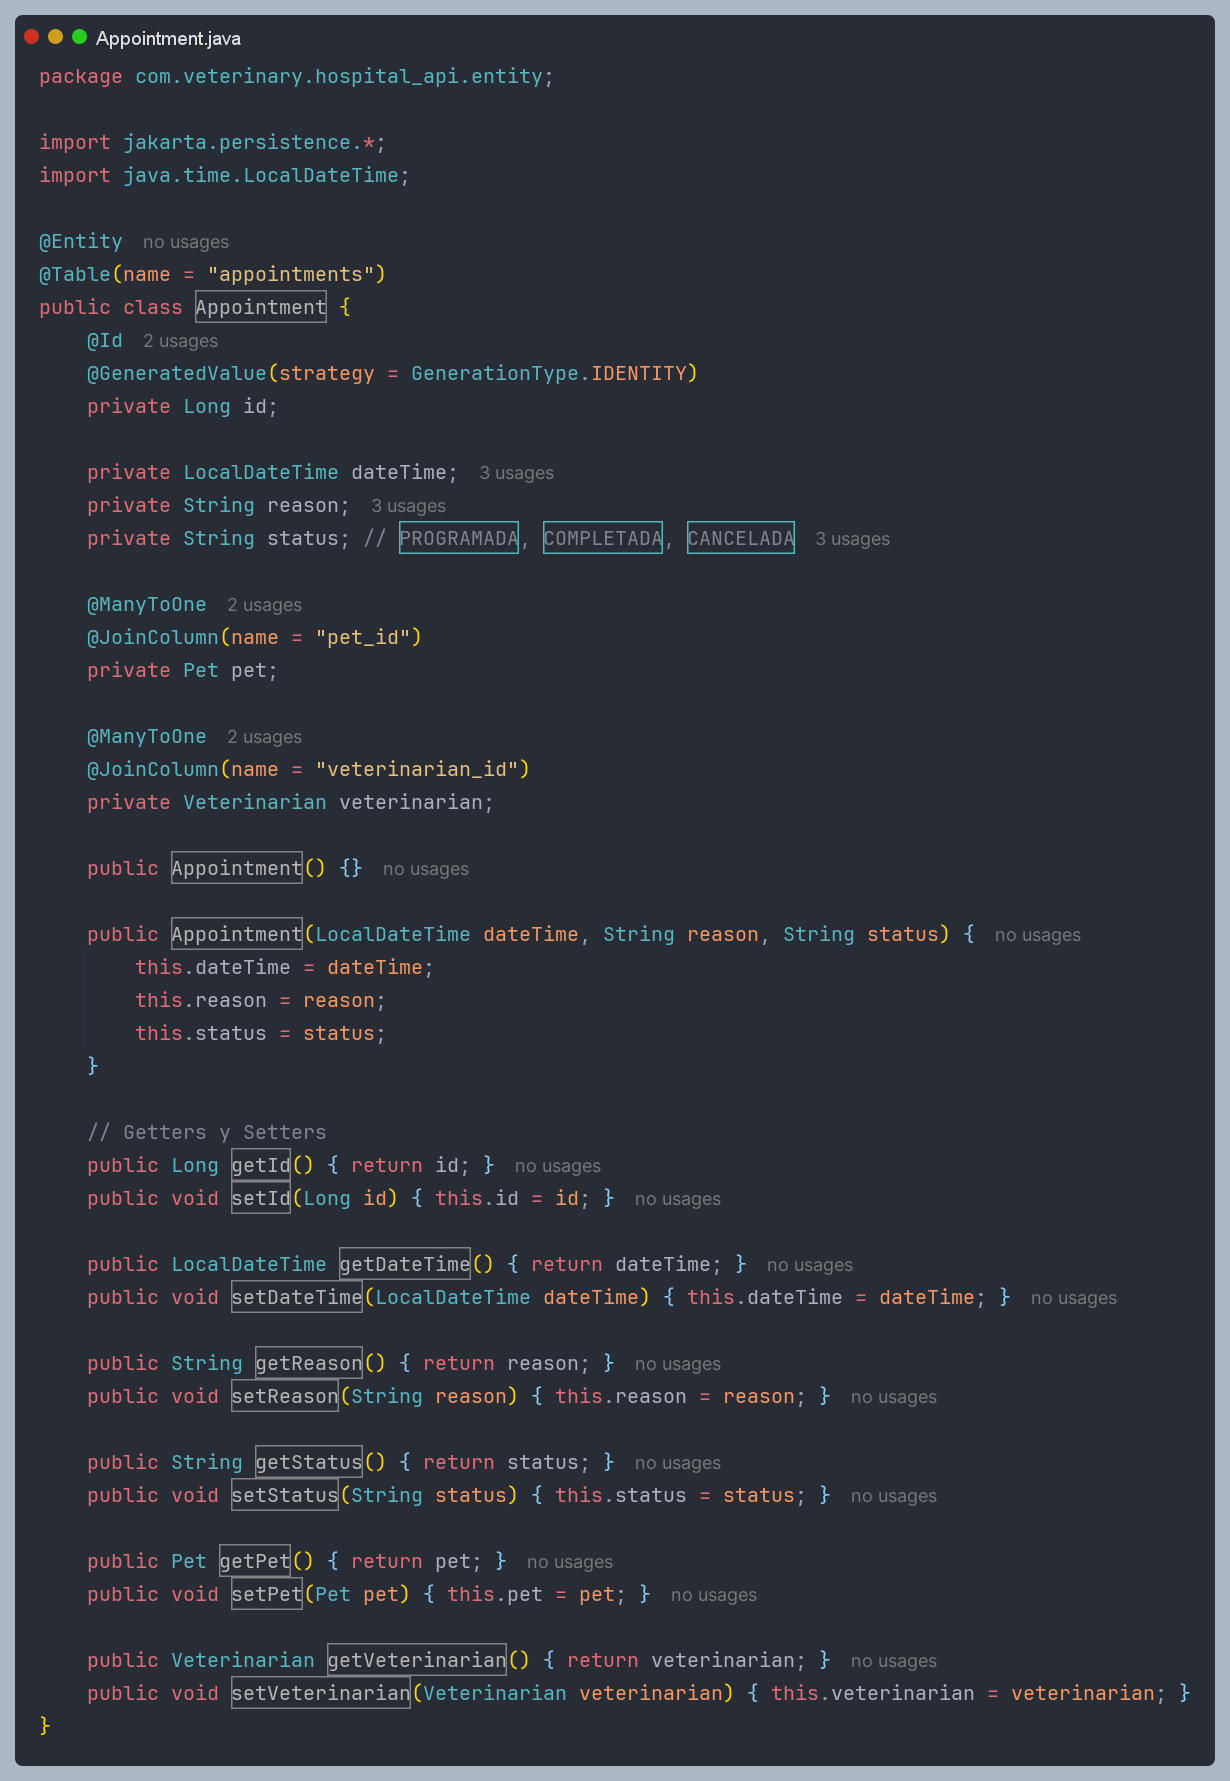 Appointment.java
package com.veterinary.hospital_api.entity;
import jakarta.persistence.*;
import java.time.LocalDateTime;
@Entity no usages
@Table(name = "appointments")
public class Appointment {
@Id 2 usages
@GeneratedValue(strategy = GenerationType.IDENTITY)
private Long id;
private LocalDateTime dateTime; 3 usages
private String reason; 3 usages
private String status; // PROGRAMADA, COMPLETADA, CANCELADA 3 usages
@ManyToOne 2 usages
@JoinColumn(name = "pet_id")
private Pet pet;
@ManyToOne 2 usages
@JoinColumn(name = "veterinarian_id")
private Veterinarian veterinarian;
public Appointment() {} no usages
public Appointment(LocalDateTime dateTime, String reason, String status) { no usages
this.dateTime = dateTime;
this.reason = reason;
this.status = status;
}
// Getters y Setters
public Long getId() { return id; } no usages
public void setId(Long id) { this.id = id; } no usages
public LocalDateTime getDateTime() { return dateTime; } no usages
public void setDateTime(LocalDateTime dateTime) { this.dateTime = dateTime; } no usages
public String getReason() { return reason; } no usages
public void setReason(String reason) { this.reason = reason; } no usages
public String getStatus() { return status; } no usages
public void setStatus(String status) { this.status = status; } no usages
public Pet getPet() { return pet; } no usages
public void setPet(Pet pet) { this.pet = pet; } no usages
public Veterinarian getVeterinarian() { return veterinarian; } no usages
public void setVeterinarian(Veterinarian veterinarian) { this.veterinarian = veterinarian; }
}